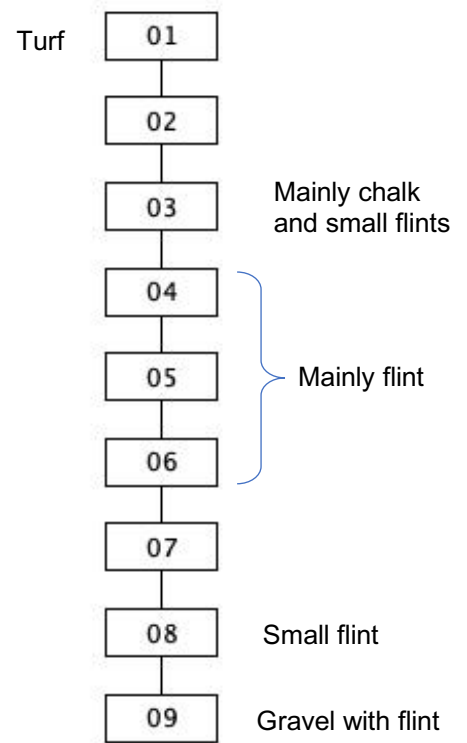 Turf 01
02
03 Mainly chalk
and small flints
04
05 Mainly flint
06
07
08 Small flint
09 Gravel with flint